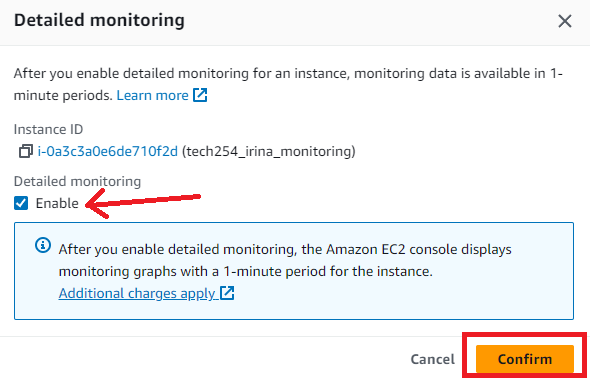 Detailed monitoring
After you enable detailed monitoring for an instance, monitoring data is available in 1-
minute periods. Learn more
Instance ID
i-0a3c3a0e6de710f2d (tech254_irina_monitoring)
Detailed monitoring
Enable
After you enable detailed monitoring, the Amazon EC2 console displays
monitoring graphs with a 1-minute period for the instance.
Additional charges apply
Cancel Confirm